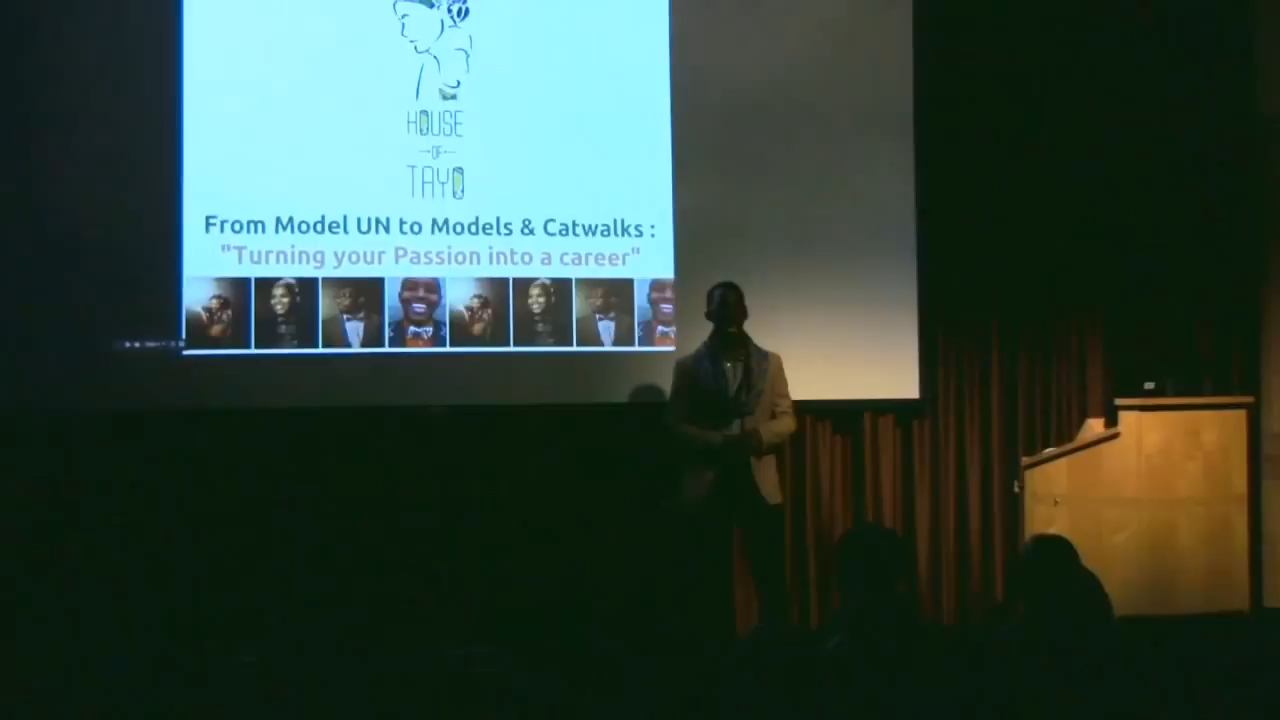 HOUSE
OF
TAYO
From Model UN to Models & Catwalks :
"Turning your Passion into a career"